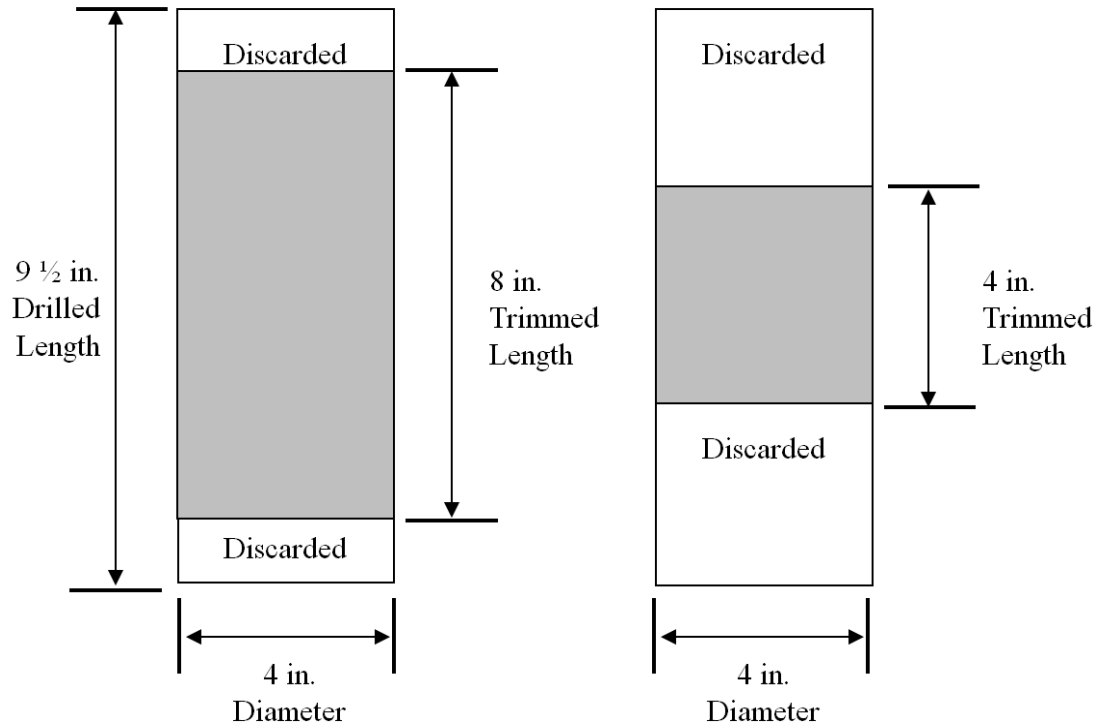 Discarded
9 ½ in.
Drilled
Length
8 in.
Trimmed
Length
Discarded
4 in.
Diameter
Discarded
4 in.
Trimmed
Length
Discarded
4 in.
Diameter